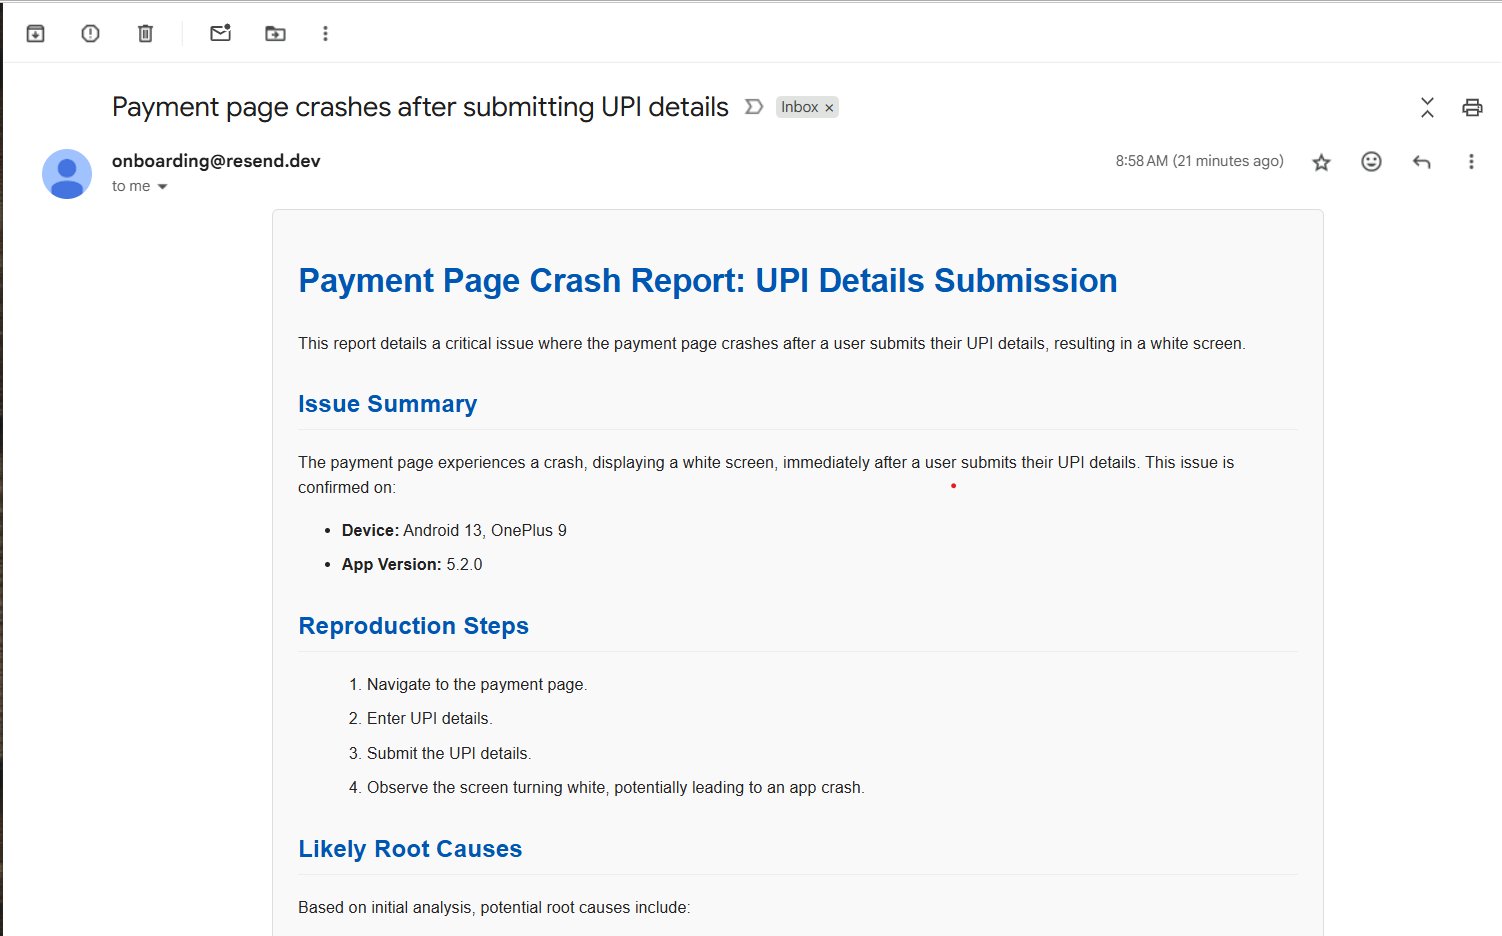 Payment page crashes after submitting UPI details
Inbox ×
onboarding@resend.dev
8:58 AM (21 minutes ago)
to me
Payment Page Crash Report: UPI Details Submission
This report details a critical issue where the payment page crashes after a user submits their UPI details, resulting in a white screen.
Issue Summary
The payment page experiences a crash, displaying a white screen, immediately after a user submits their UPI details. This issue is
confirmed on:
• Device: Android 13, OnePlus 9
• App Version: 5.2.0
Reproduction Steps
1. Navigate to the payment page.
2. Enter UPI details.
3. Submit the UPI details.
4. Observe the screen turning white, potentially leading to an app crash.
Likely Root Causes
Based on initial analysis, potential root causes include: